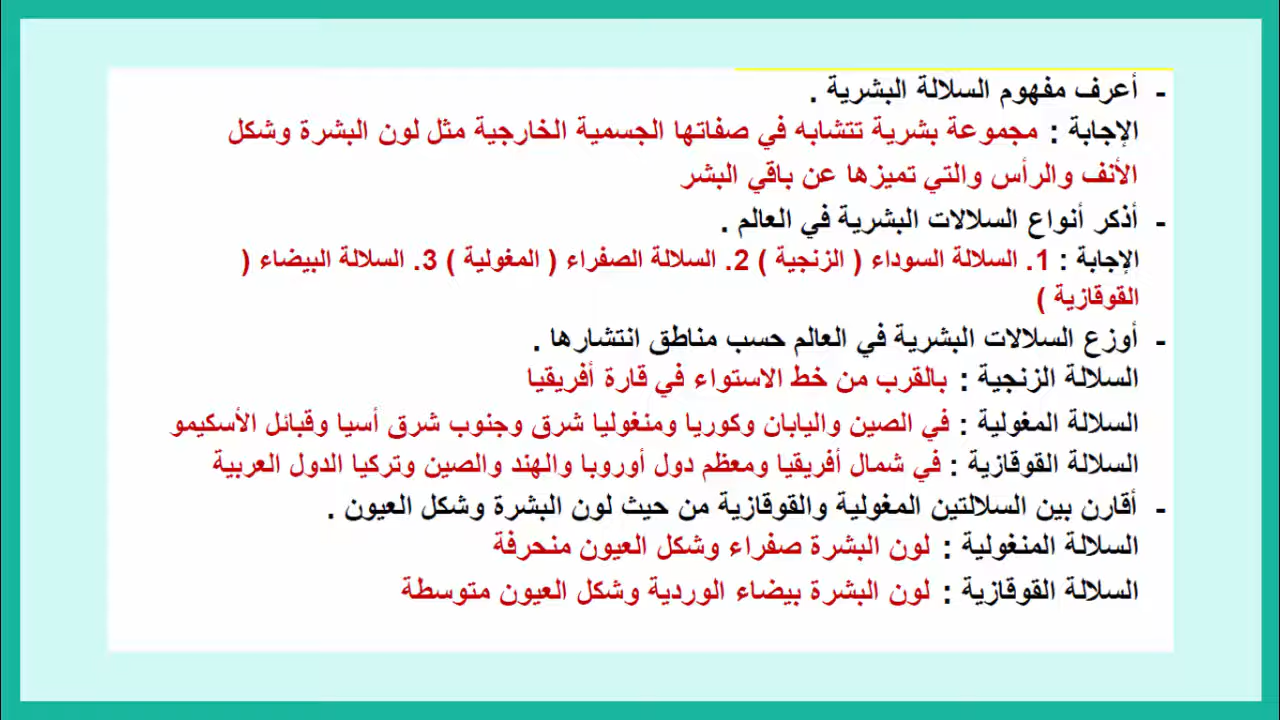 - أعرف مفهوم السلالة البشرية .
الإجابة : مجموعة بشرية تتشابه في صفاتها الجسمية الخارجية مثل لون البشرة وشكل
الأنف والرأس والتي تميزها عن باقي البشر
- أذكر أنواع السلالات البشرية في العالم .
الإجابة : 1. السلالة السوداء ( الزنجية ) 2. السلالة الصفراء ( المغولية ) 3. السلالة البيضاء (
القوقازية )
- أوزع السلالات البشرية في العالم حسب مناطق انتشارها .
السلالة الزنجية : بالقرب من خط الاستواء في قارة أفريقيا
السلالة المغولية : في الصين واليابان وكوريا ومنغوليا شرق وجنوب شرق أسيا وقبائل الأسكيمو
السلالة القوقازية : في شمال أفريقيا ومعظم دول أوروبا والهند والصين وتركيا الدول العربية
- أقارن بين السلالتين المغولية والقوقازية من حيث لون البشرة وشكل العيون .
السلالة المنغولية : لون البشرة صفراء وشكل العيون منحرفة
السلالة القوقازية : لون البشرة بيضاء الوردية وشكل العيون متوسطة